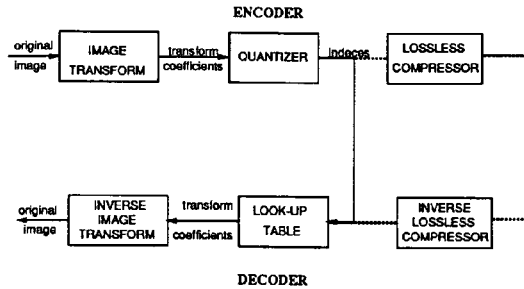 ENCODER
original
image
IMAGE
TRANSFORM
transform
coefficients
QUANTIZER
indeces
LOSSLESS
COMPRESSOR
original
image
INVERSE
IMAGE
TRANSFORM
transform
coefficients
LOOK-UP
TABLE
INVERSE
LOSSLESS
COMPRESSOR
DECODER